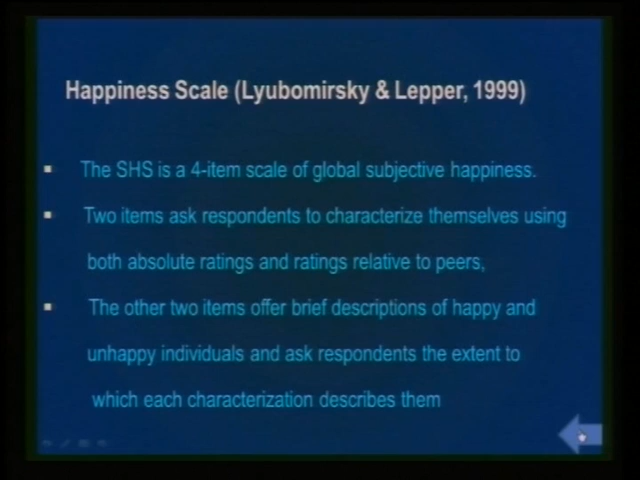 Happiness Scale (Lyubomirsky & Lepper, 1999)
The SHS is a 4-item scale of global subjective happiness.
Two items ask respondents to characterize themselves using
both absolute ratings and ratings relative to peers,
The other two items offer brief descriptions of happy and
unhappy individuals and ask respondents the extent to
which each characterization describes them